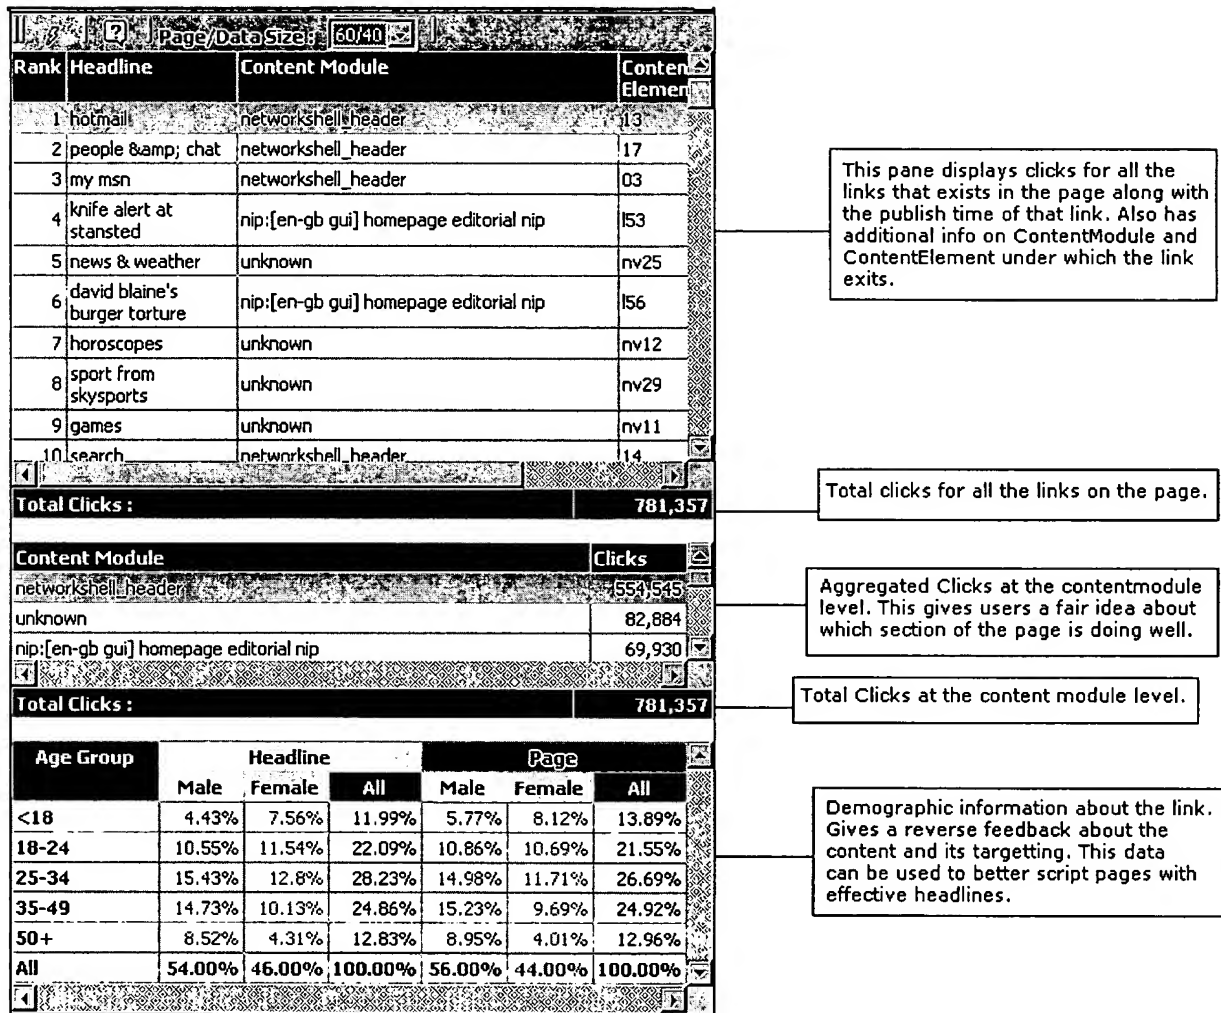 Page/Data Size: 60/40
Rank Headline Content Module Conten
Elemen
1 hotmail networkshell_header 13
2 people &amp; chat networkshell_header 17
3 my msn networkshell_header 03
4 knife alert at stansted nip:[en-gb gui] homepage editorial nip l53
5 news & weather unknown nv25
6 david blaine's burger torture nip:[en-gb gui] homepage editorial nip l56
7 horoscopes unknown nv12
8 sport from skysports unknown nv29
9 games unknown nv11
10 search networkshell_header 14
Total Clicks : 781,357
Content Module Clicks
networkshell_header 554,545
unknown 82,884
nip:[en-gb gui] homepage editorial nip 69,930
Total Clicks : 781,357
Age Group Headline Page
Male Female All Male Female All
<18 4.43% 7.56% 11.99% 5.77% 8.12% 13.89%
18-24 10.55% 11.54% 22.09% 10.86% 10.69% 21.55%
25-34 15.43% 12.8% 28.23% 14.98% 11.71% 26.69%
35-49 14.73% 10.13% 24.86% 15.23% 9.69% 24.92%
50+ 8.52% 4.31% 12.83% 8.95% 4.01% 12.96%
All 54.00% 46.00% 100.00% 56.00% 44.00% 100.00%
This pane displays clicks for all the
links that exists in the page along with
the publish time of that link. Also has
additional info on ContentModule and
ContentElement under which the link
exits.
Total clicks for all the links on the page.
Aggregated Clicks at the contentmodule
level. This gives users a fair idea about
which section of the page is doing well.
Total Clicks at the content module level.
Demographic information about the link.
Gives a reverse feedback about the
content and its targetting. This data
can be used to better script pages with
effective headlines.